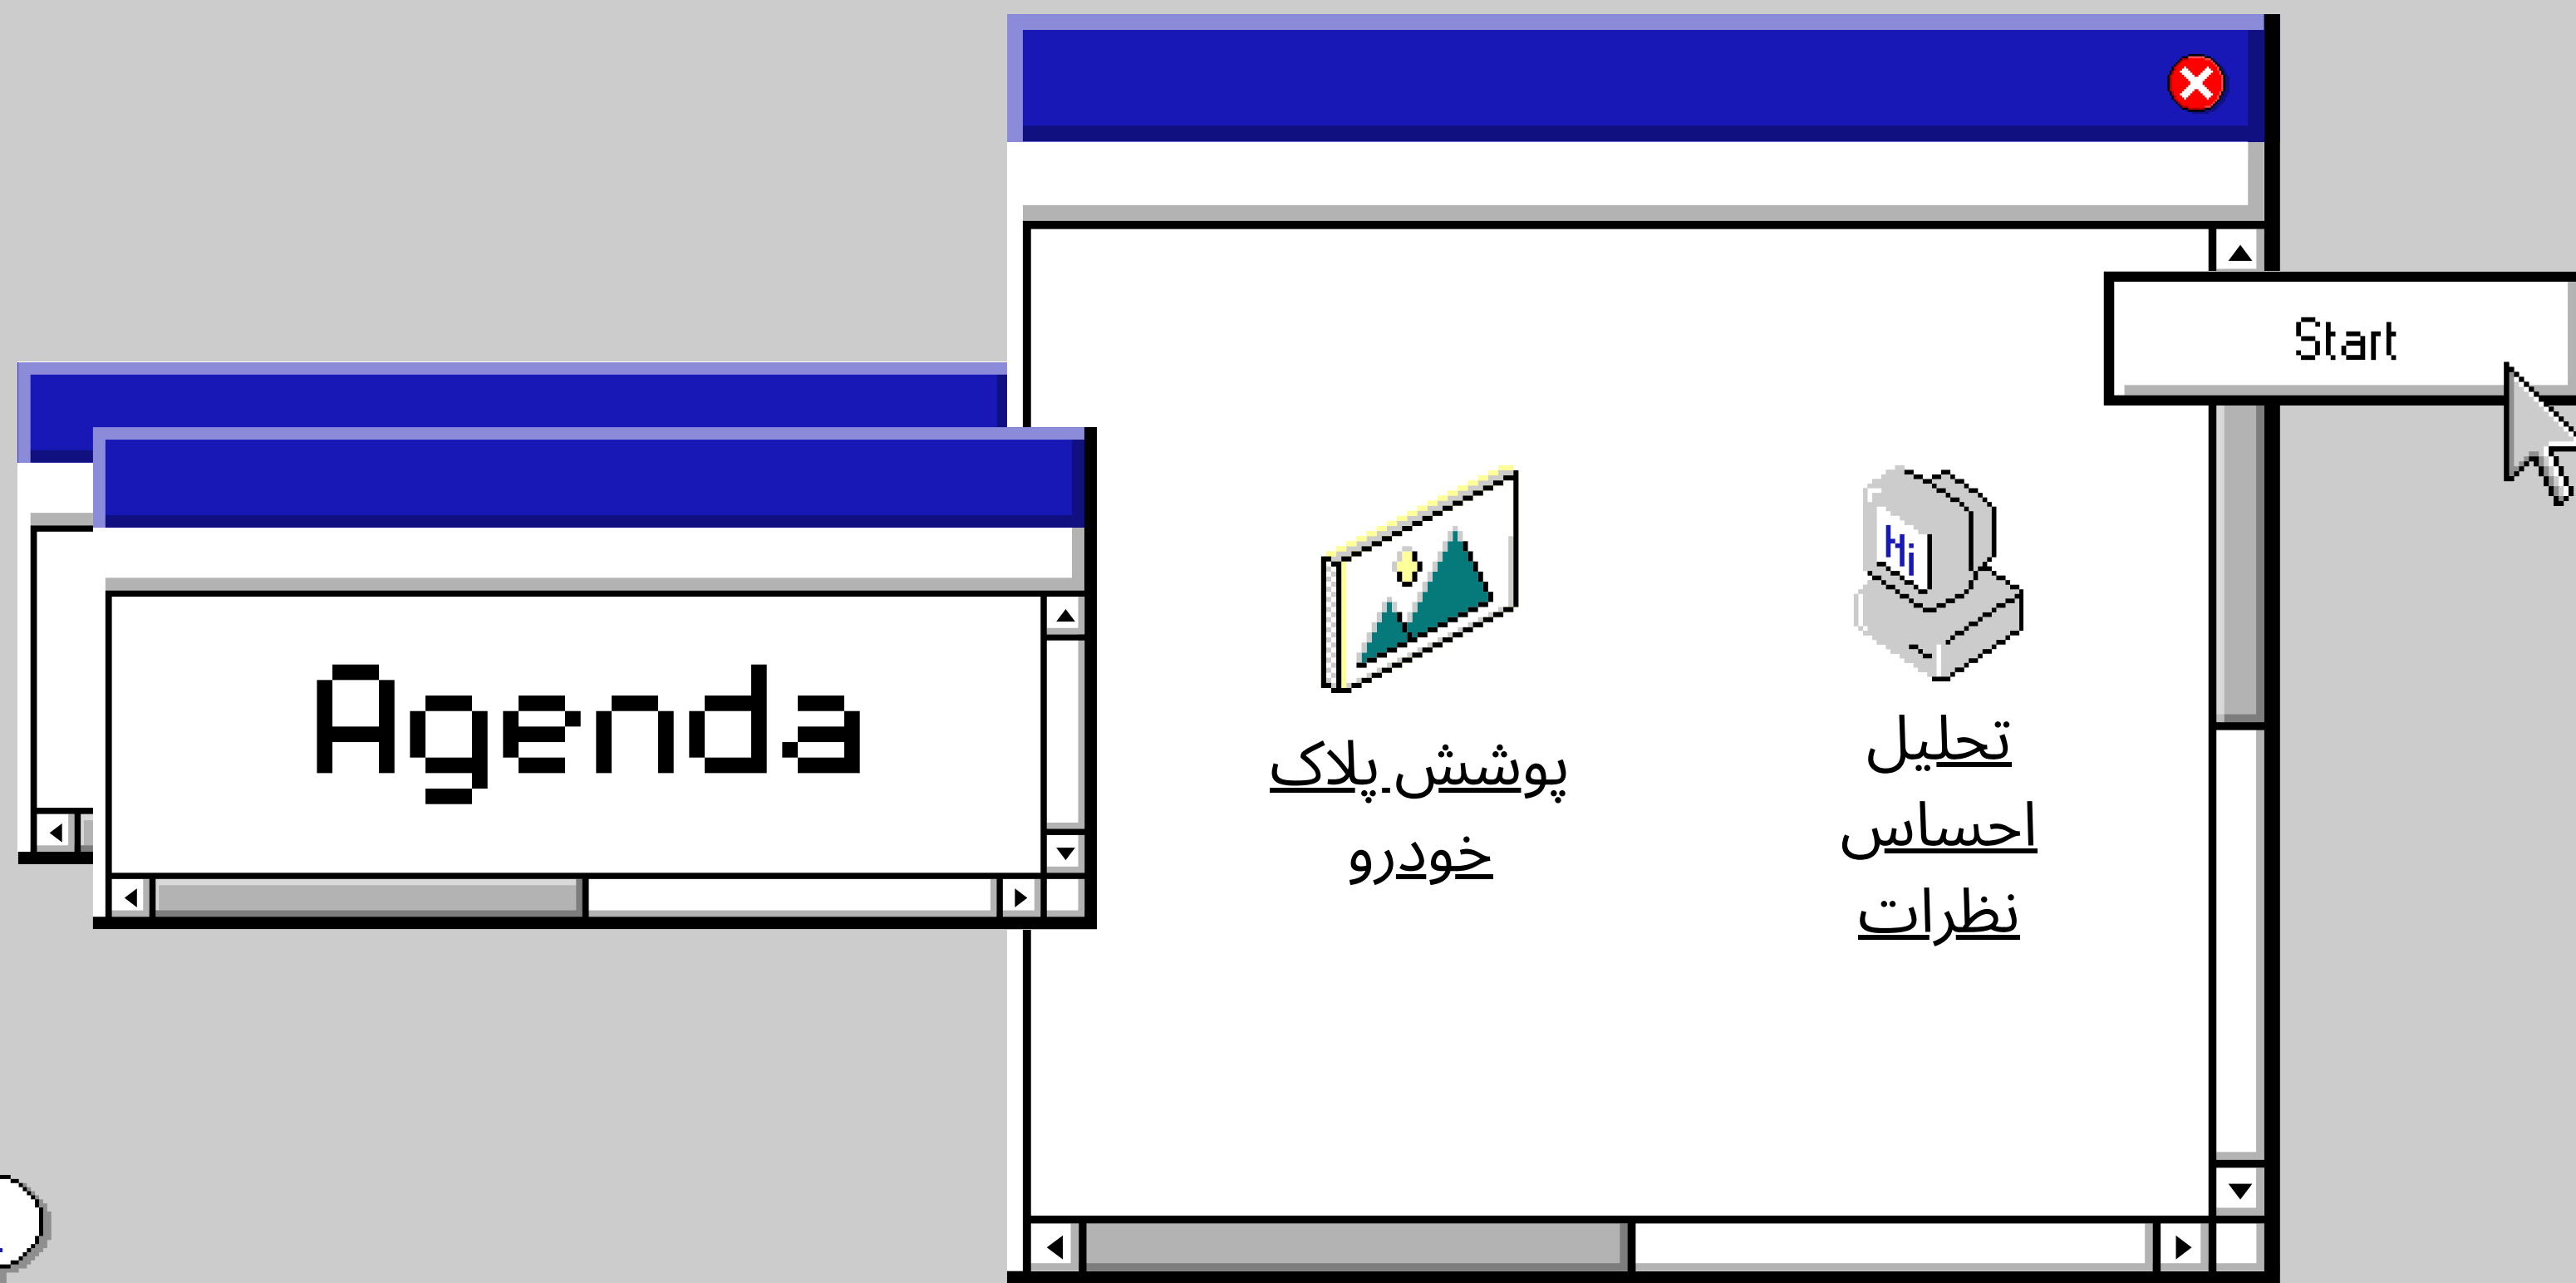 Start
Hi
تحلیل
احساس
نظرات
پوشش پلاک
خودرو
Agenda